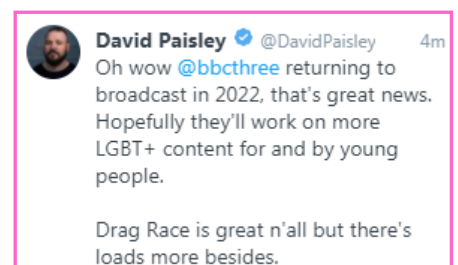 David Paisley @DavidPaisley 4m
Oh wow @bbcthree returning to
broadcast in 2022, that's great news.
Hopefully they'll work on more
LGBT+ content for and by young
people.
Drag Race is great n'all but there's
loads more besides.